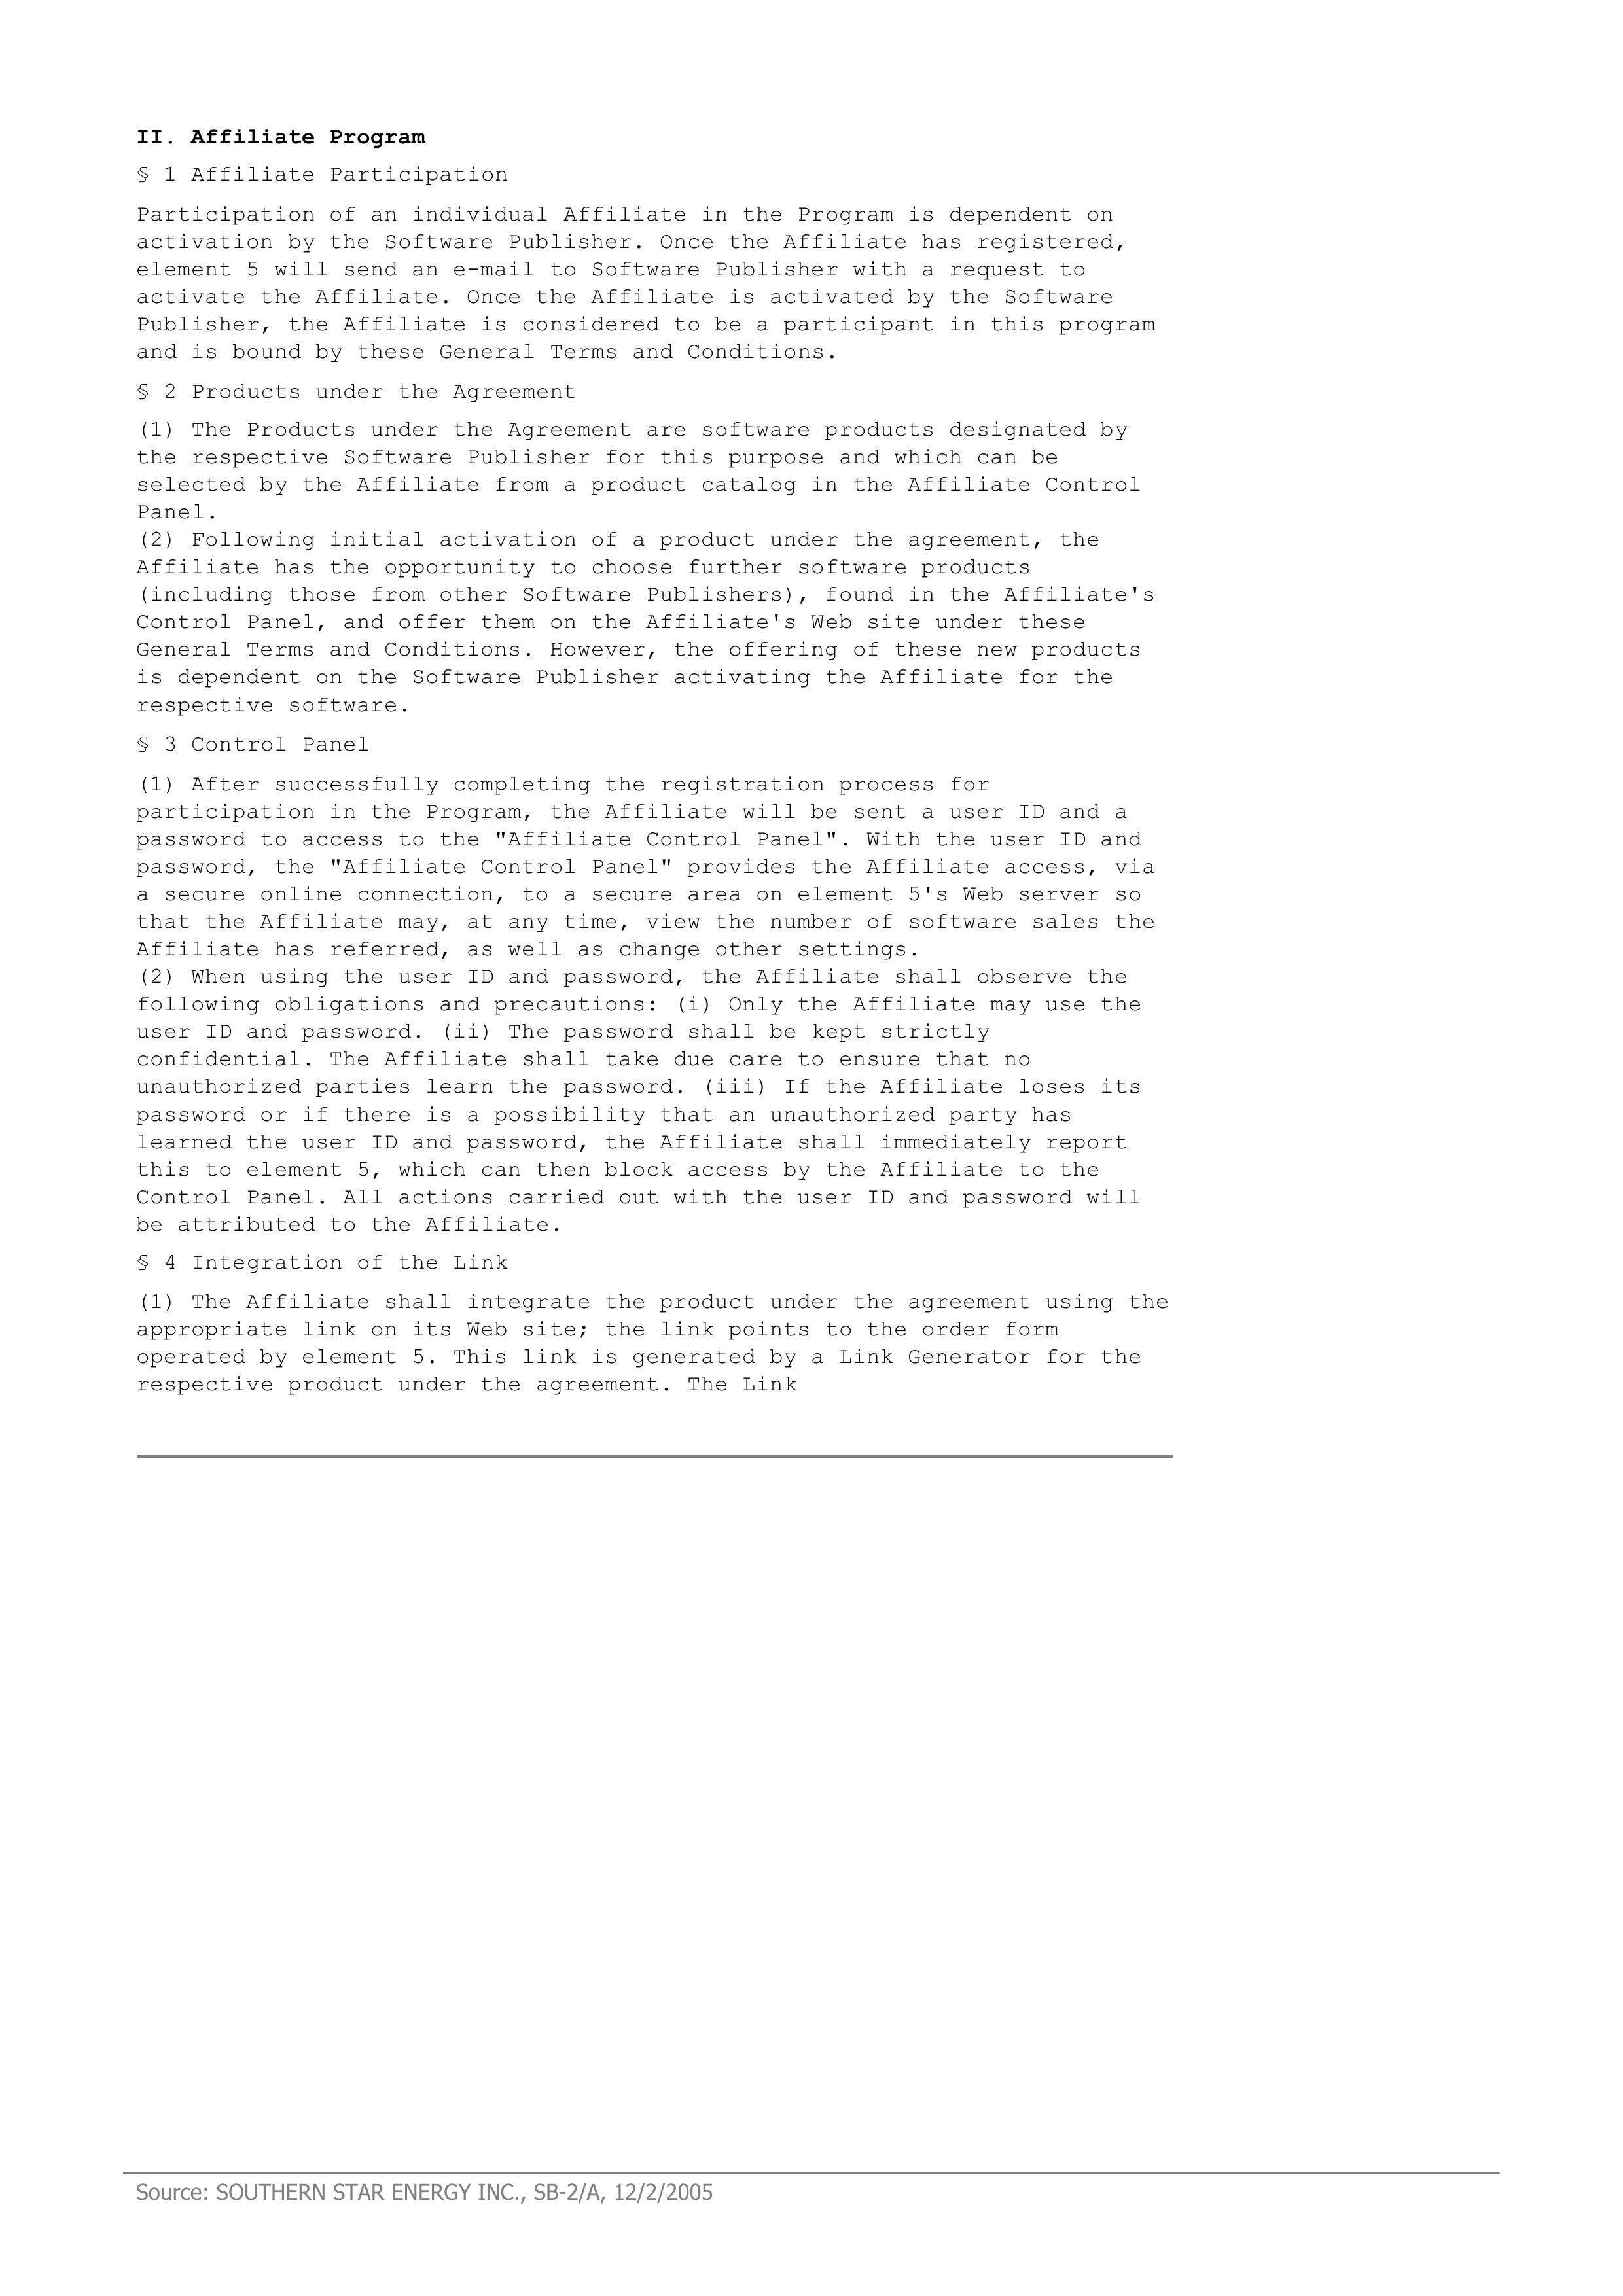 II. Affiliate Program
§ 1 Affiliate Participation
Participation of an individual Affiliate in the Program is dependent on
activation by the Software Publisher. Once the Affiliate has registered,
element 5 will send an e-mail to Software Publisher with a request to
activate the Affiliate. Once the Affiliate is activated by the Software
Publisher, the Affiliate is considered to be a participant in this program
and is bound by these General Terms and Conditions.
§ 2 Products under the Agreement
(1) The Products under the Agreement are software products designated by
the respective Software Publisher for this purpose and which can be
selected by the Affiliate from a product catalog in the Affiliate Control
Panel.
(2) Following initial activation of a product under the agreement, the
Affiliate has the opportunity to choose further software products
(including those from other Software Publishers), found in the Affiliate's
Control Panel, and offer them on the Affiliate's Web site under these
General Terms and Conditions. However, the offering of these new products
is dependent on the Software Publisher activating the Affiliate for the
respective software.
§ 3 Control Panel
(1) After successfully completing the registration process for
participation in the Program, the Affiliate will be sent a user ID and a
password to access to the "Affiliate Control Panel". With the user ID and
password, the "Affiliate Control Panel" provides the Affiliate access, via
a secure online connection, to a secure area on element 5's Web server so
that the Affiliate may, at any time, view the number of software sales the
Affiliate has referred, as well as change other settings.
(2) When using the user ID and password, the Affiliate shall observe the
following obligations and precautions: (i) Only the Affiliate may use the
user ID and password. (ii) The password shall be kept strictly
confidential. The Affiliate shall take due care to ensure that no
unauthorized parties learn the password. (iii) If the Affiliate loses its
password or if there is a possibility that an unauthorized party has
learned the user ID and password, the Affiliate shall immediately report
this to element 5, which can then block access by the Affiliate to the
Control Panel. All actions carried out with the user ID and password will
be attributed to the Affiliate.
§ 4 Integration of the Link
(1) The Affiliate shall integrate the product under the agreement using the
appropriate link on its Web site; the link points to the order form
operated by element 5. This link is generated by a Link Generator for the
respective product under the agreement. The Link
Source: SOUTHERN STAR ENERGY INC., SB-2/A, 12/2/2005